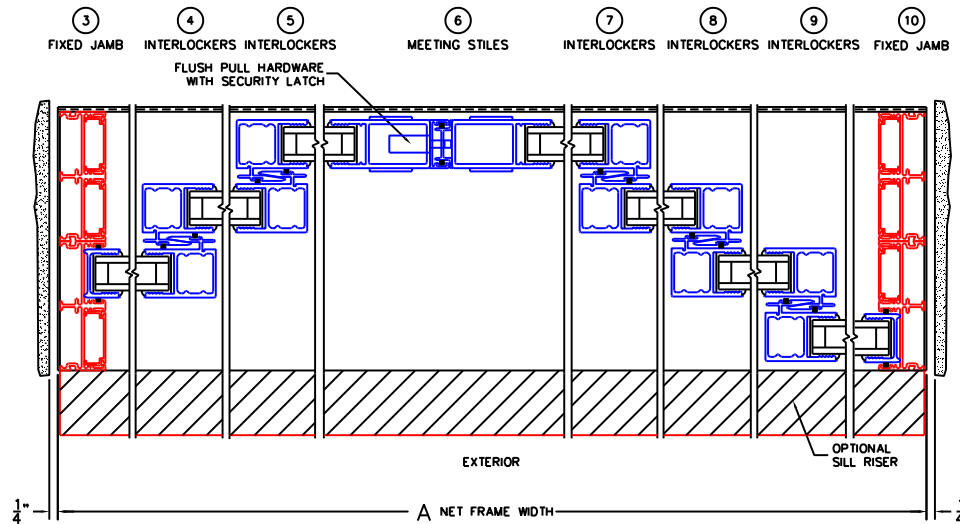 3 4 5 6 7 8 9 10
FIXED JAMB INTERLOCKERS INTERLOCKERS MEETING STILES INTERLOCKERS INTERLOCKERS INTERLOCKERS FIXED JAMB
FLUSH PULL HARDWARE
WITH SECURITY LATCH
OPTIONAL
SILL RISER
EXTERIOR
1/4" A NET FRAME WIDTH